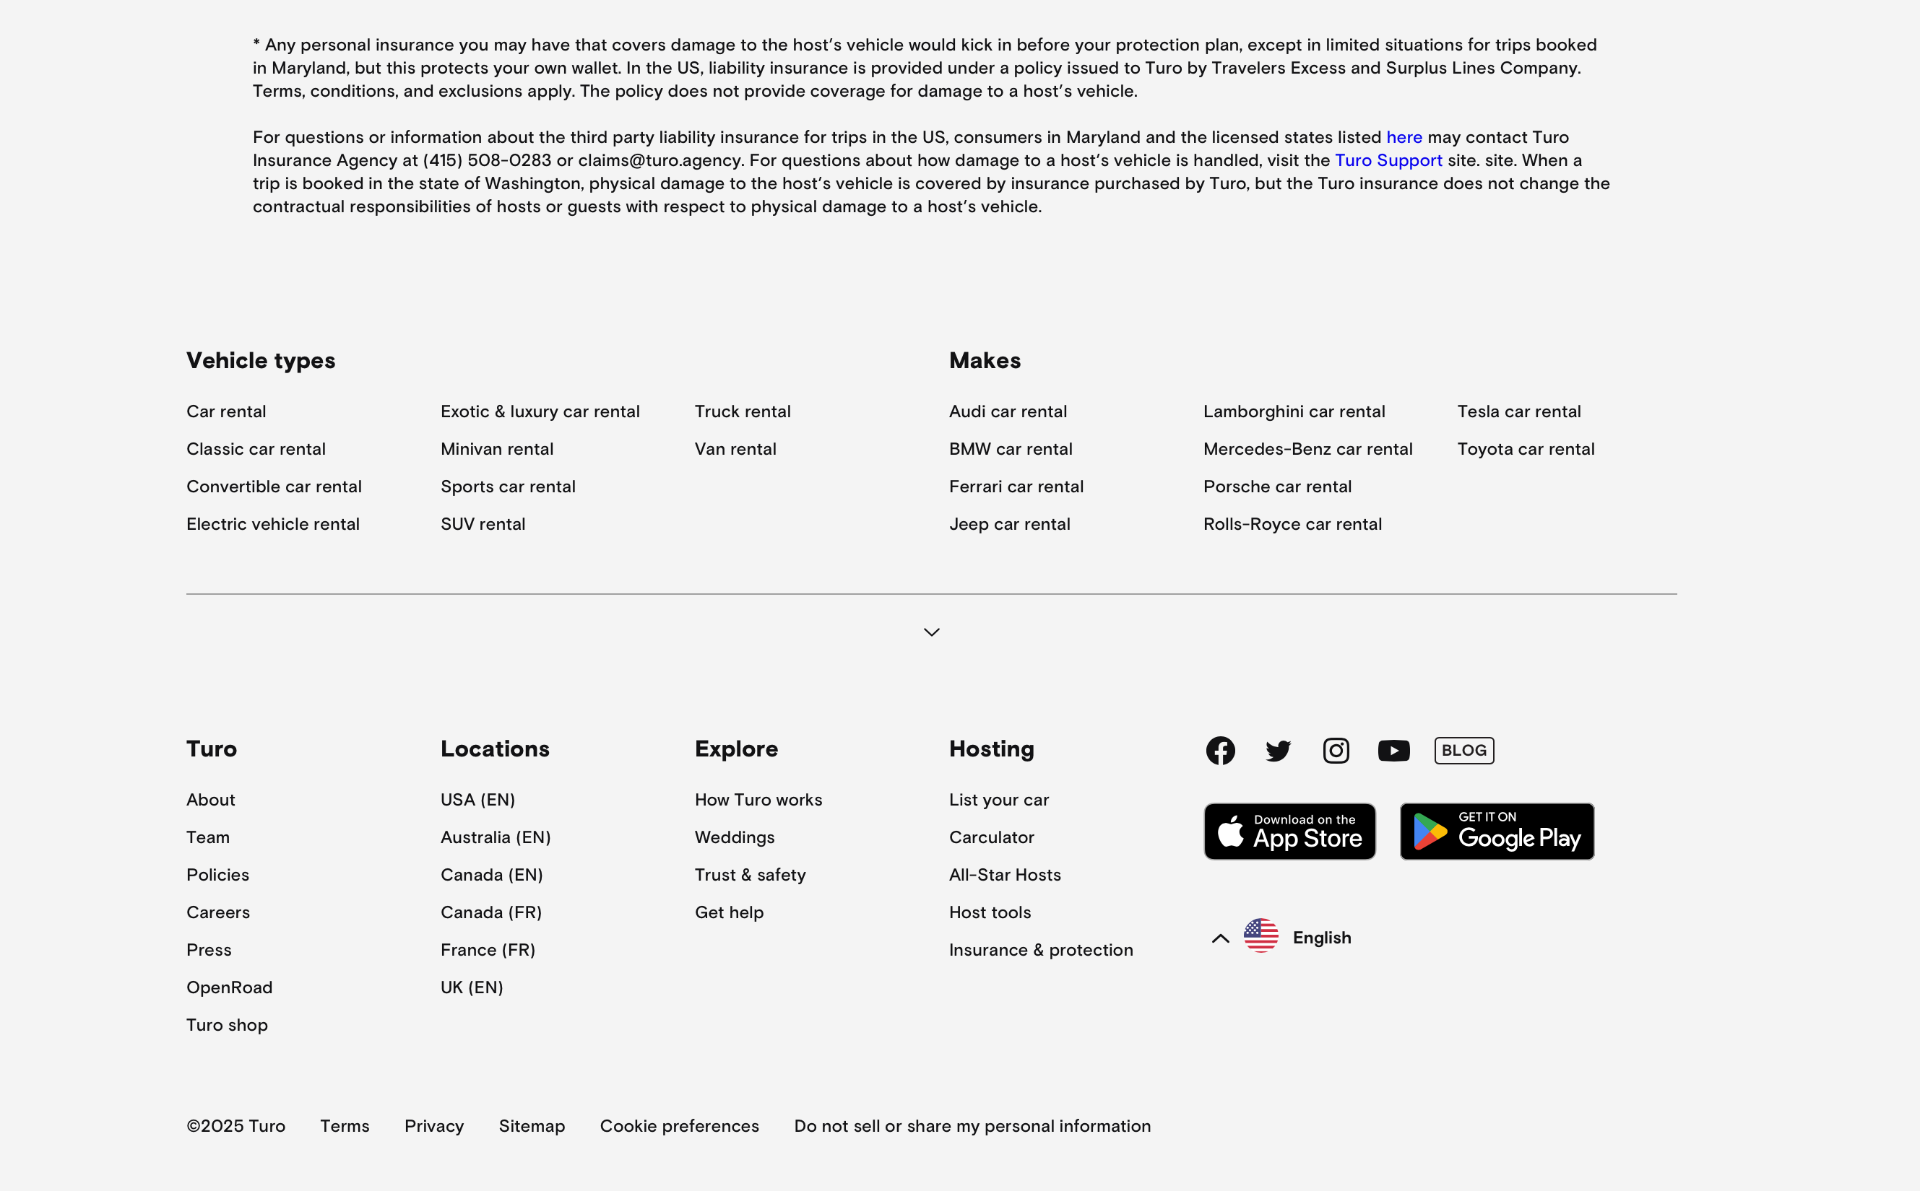 * Any personal insurance you may have that covers damage to the host's vehicle would kick in before your protection plan, except in limited situations for trips booked
in Maryland, but this protects your own wallet. In the US, liability insurance is provided under a policy issued to Turo by Travelers Excess and Surplus Lines Company.
Terms, conditions, and exclusions apply. The policy does not provide coverage for damage to a host's vehicle.
For questions or information about the third party liability insurance for trips in the US, consumers in Maryland and the licensed states listed here may contact Turo
Insurance Agency at (415) 508-0283 or claims@turo.agency. For questions about how damage to a host's vehicle is handled, visit the Turo Support site. site. When a
trip is booked in the state of Washington, physical damage to the host's vehicle is covered by insurance purchased by Turo, but the Turo insurance does not change the
contractual responsibilities of hosts or guests with respect to physical damage to a host's vehicle.
Vehicle types
Car rental
Classic car rental
Convertible car rental
Electric vehicle rental
Exotic & luxury car rental
Minivan rental
Sports car rental
SUV rental
Truck rental
Van rental
Makes
Audi car rental
BMW car rental
Ferrari car rental
Jeep car rental
Lamborghini car rental
Mercedes-Benz car rental
Porsche car rental
Rolls-Royce car rental
Tesla car rental
Toyota car rental
Turo
About
Team
Policies
Careers
Press
OpenRoad
Turo shop
Locations
USA (EN)
Australia (EN)
Canada (EN)
Canada (FR)
France (FR)
UK (EN)
Explore
How Turo works
Weddings
Trust & safety
Get help
Hosting
List your car
Carculator
All-Star Hosts
Host tools
Insurance & protection
BLOG
Download on the
App Store
GET IT ON
Google Play
English
©2025 Turo Terms Privacy Sitemap Cookie preferences Do not sell or share my personal information